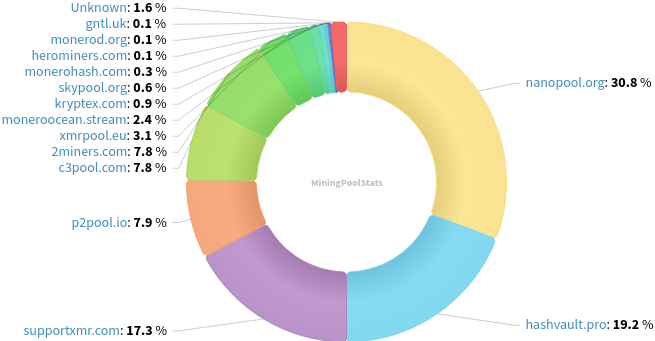 Unknown: 1.6 %
gntl.uk: 0.1 %
monerod.org: 0.1 %
herominers.com: 0.1 %
monerohash.com: 0.3 %
skypool.org: 0.6 %
kryptex.com: 0.9 %
moneroocean.stream: 2.4 %
xmrpool.eu: 3.1 %
2miners.com: 7.8 %
c3pool.com: 7.8 %
p2pool.io: 7.9 %
supportxmr.com: 17.3 %
MiningPoolStats
nanopool.org: 30.8 %
hashvault.pro: 19.2 %